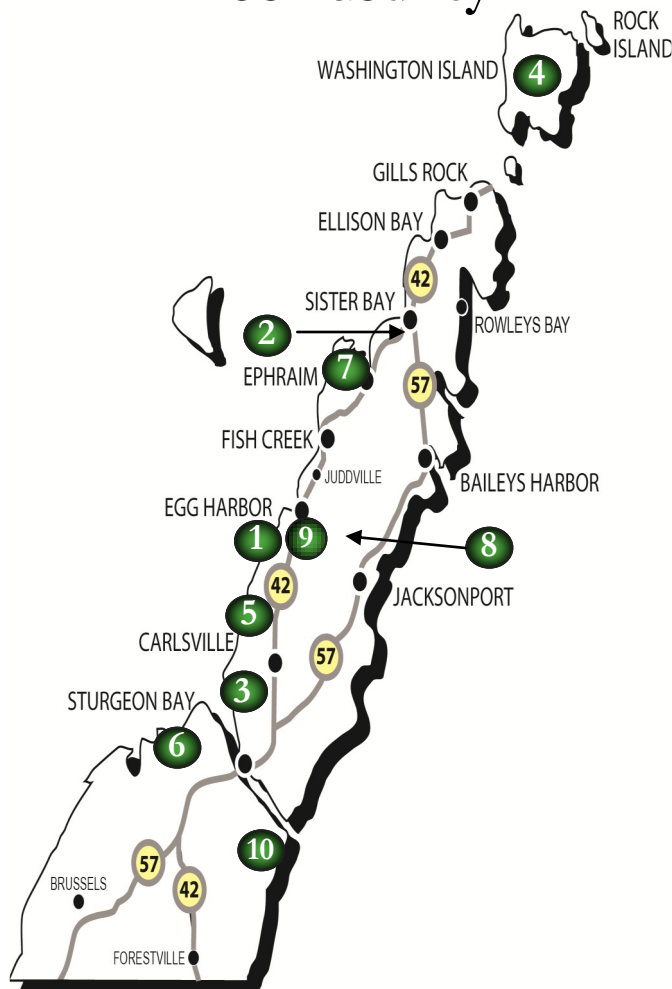 ROCK
ISLAND
WASHINGTON ISLAND
4
GILLS ROCK
ELLISON BAY
42
SISTER BAY
ROWLEYS BAY
2
7
EPHRAIM
57
FISH CREEK
JUDDVILLE
BAILEYS HARBOR
EGG HARBOR
1
9
8
42
JACKSONPORT
5
CARLSVILLE
57
3
STURGEON BAY
6
10
57
BRUSSELS
42
FORESTVILLE